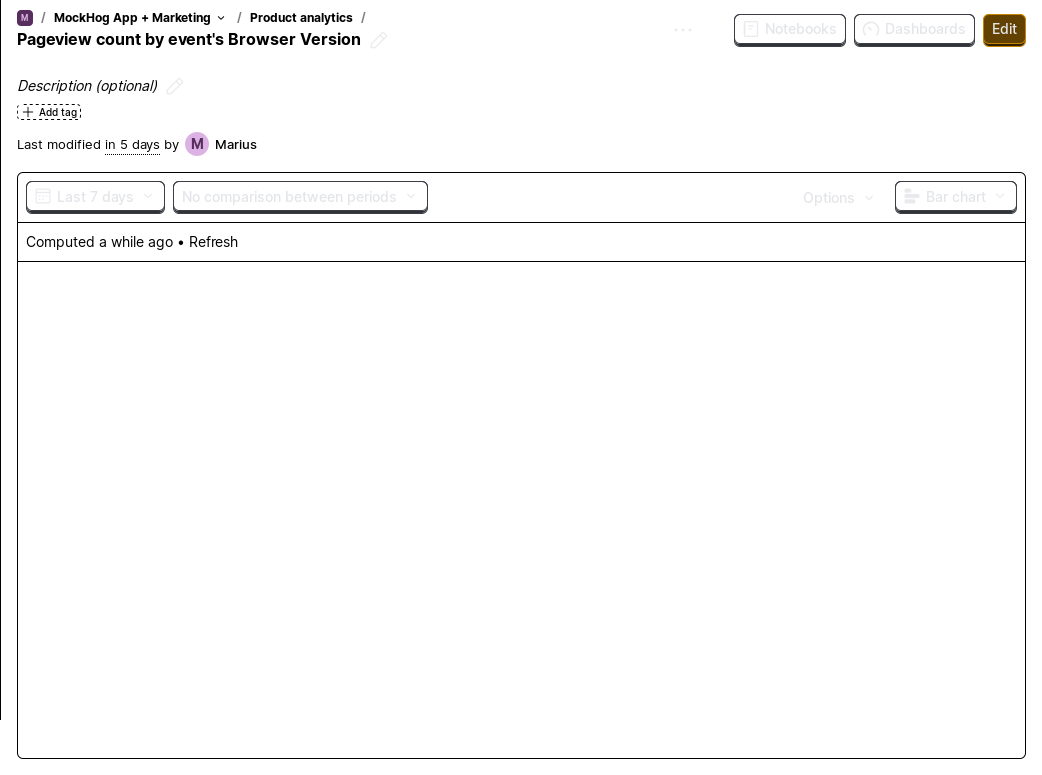 M / MockHog App + Marketing / Product analytics /
Pageview count by event's Browser Version
Notebooks Dashboards Edit
Description (optional)
Add tag
Last modified in 5 days by M Marius
Last 7 days No comparison between periods Options Bar chart
Computed a while ago • Refresh